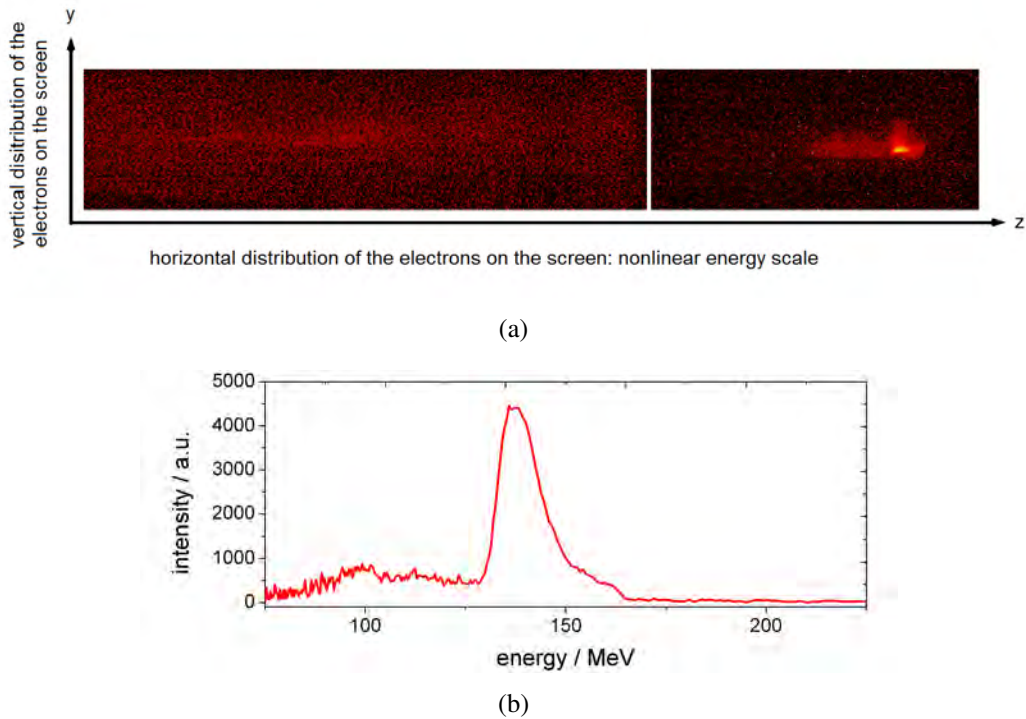 y
vertical disitribution of the
electrons on the screen
z
horizontal distribution of the electrons on the screen: nonlinear energy scale
(a)
5000
4000
3000
2000
1000
0
intensity / a.u.
100
150
200
energy / MeV
(b)